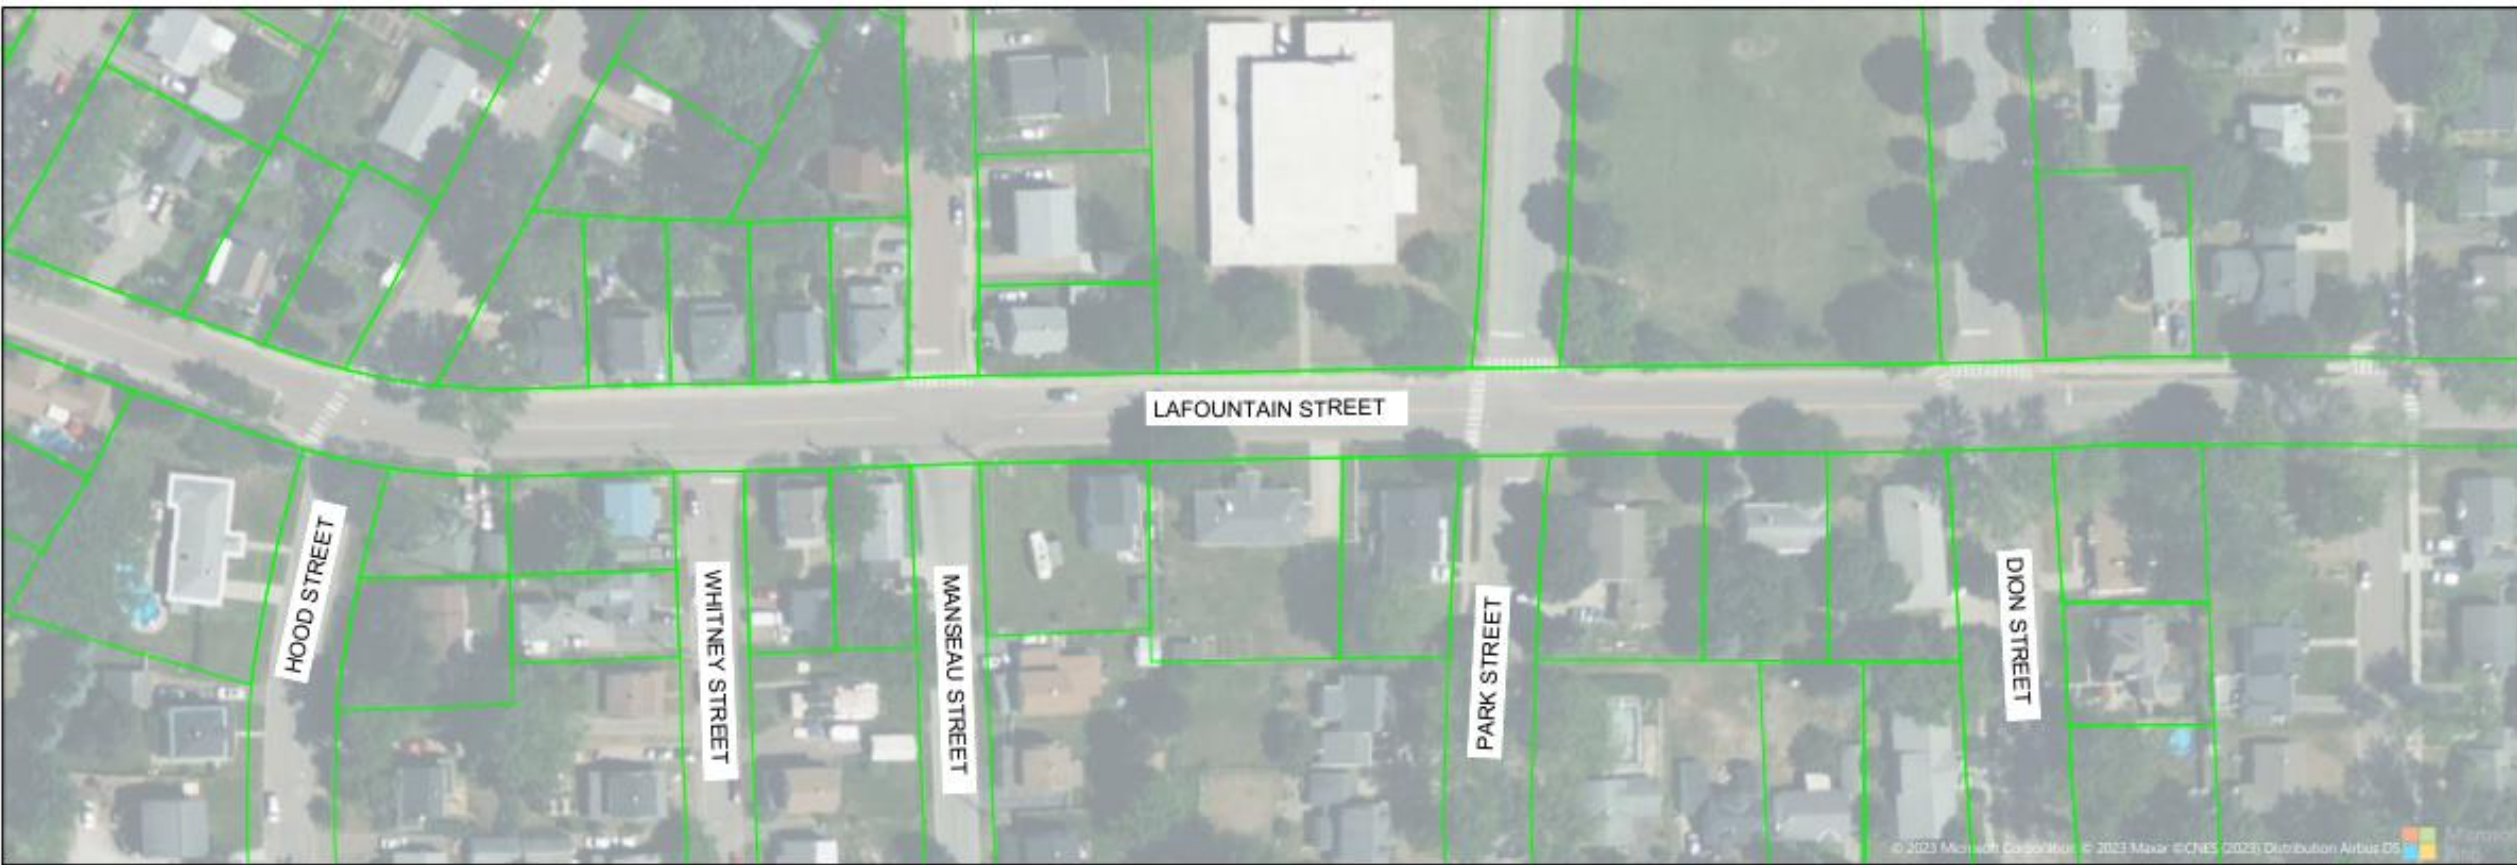 LAFOUNTAIN STREET
HOOD STREET
WHITNEY STREET
MANSEAU STREET
PARK STREET
DION STREET
© 2023 Microsoft Corporation © 2023 Maxar ©CNES (2023) Distribution Airbus DS